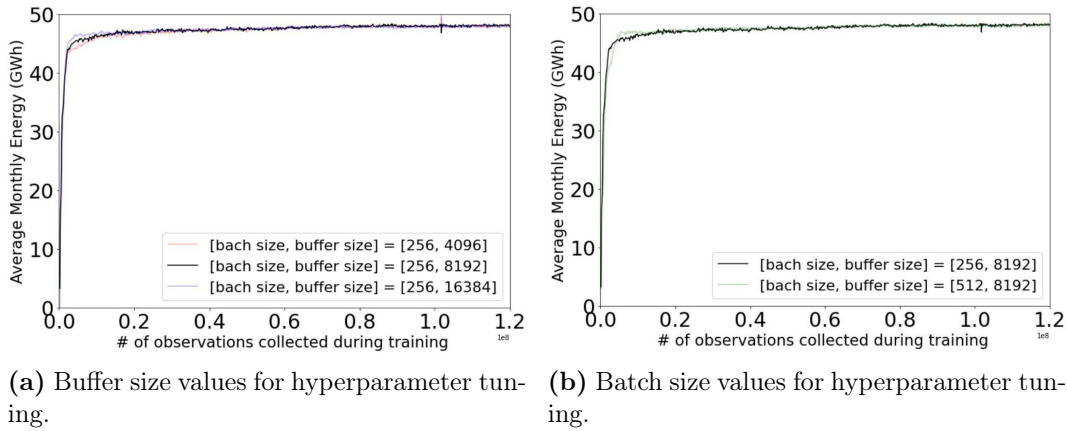 50
40
30
20
10
0
Average Monthly Energy (GWh)
[bach size, buffer size] = [256, 4096]
[bach size, buffer size] = [256, 8192]
[bach size, buffer size] = [256, 16384]
0.0 0.2 0.4 0.6 0.8 1.0 1.2
1e8
# of observations collected during training
(a) Buffer size values for hyperparameter tun-
ing.
50
40
30
20
10
0
Average Monthly Energy (GWh)
[bach size, buffer size] = [256, 8192]
[bach size, buffer size] = [512, 8192]
0.0 0.2 0.4 0.6 0.8 1.0 1.2
1e8
# of observations collected during training
(b) Batch size values for hyperparameter tun-
ing.